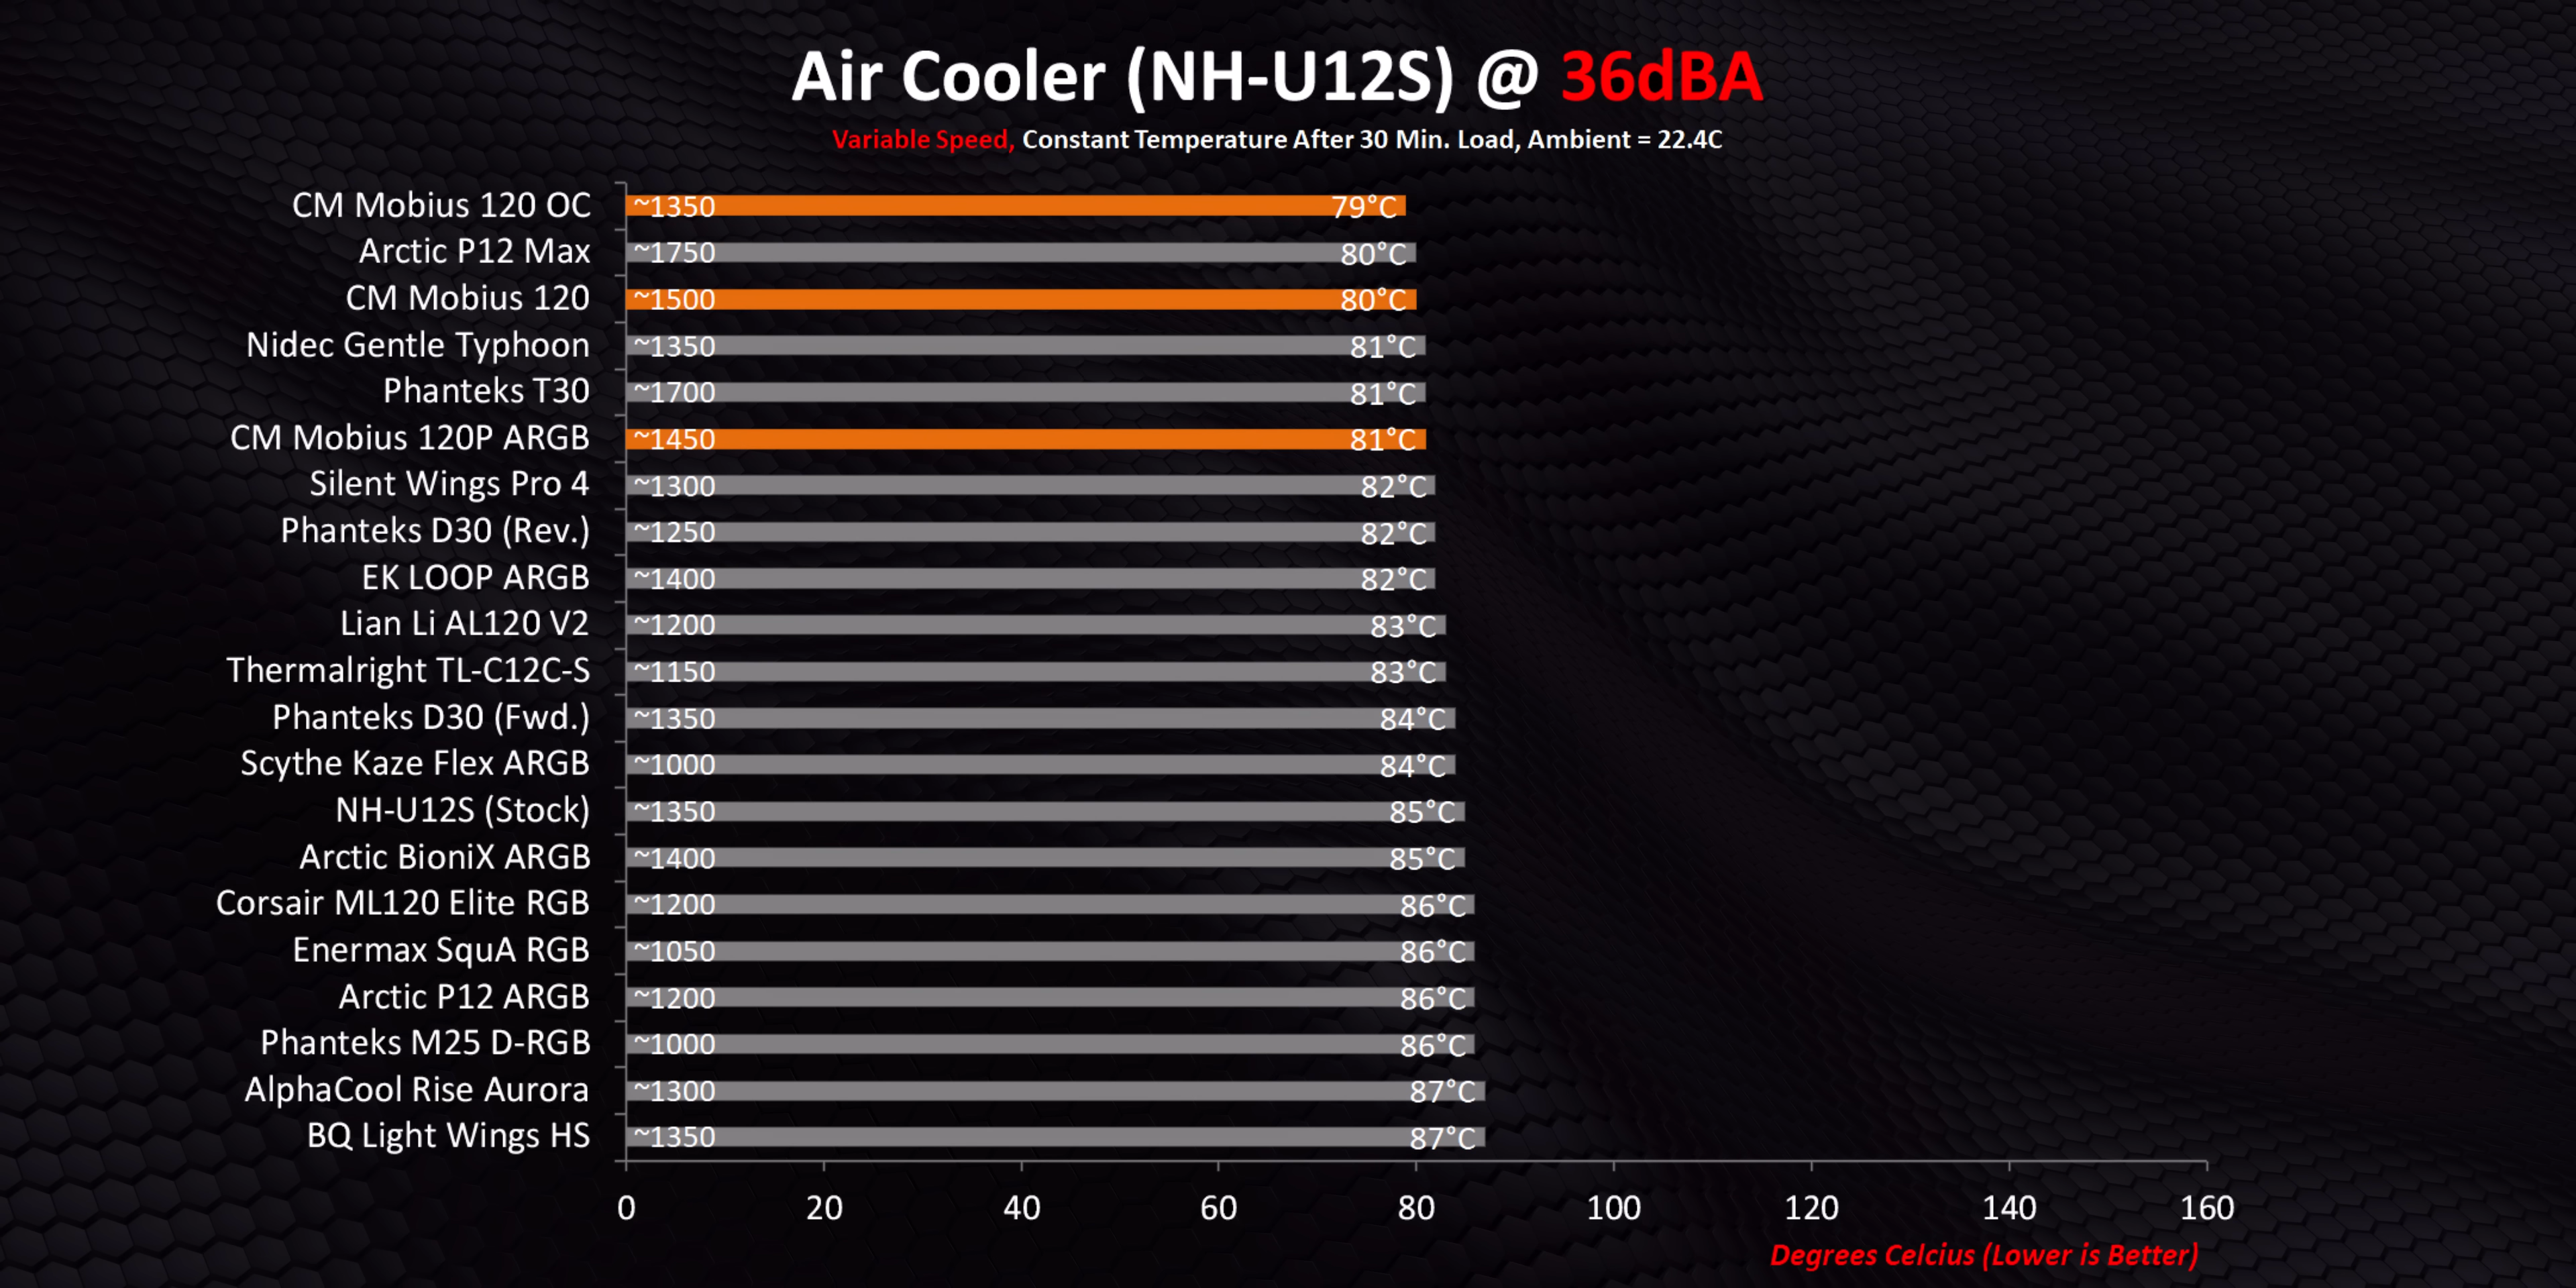 Air Cooler (NH-U12S) @ 36dBA
Variable Speed, Constant Temperature After 30 Min. Load, Ambient = 22.4C
CM Mobius 120 OC ~1350 79°C
Arctic P12 Max ~1750 80°C
CM Mobius 120 ~1500 80°C
Nidec Gentle Typhoon ~1350 81°C
Phanteks T30 ~1700 81°C
CM Mobius 120P ARGB ~1450 81°C
Silent Wings Pro 4 ~1300 82°C
Phanteks D30 (Rev.) ~1250 82°C
EK LOOP ARGB ~1400 82°C
Lian Li AL120 V2 ~1200 83°C
Thermalright TL-C12C-S ~1150 83°C
Phanteks D30 (Fwd.) ~1350 84°C
Scythe Kaze Flex ARGB ~1000 84°C
NH-U12S (Stock) ~1350 85°C
Arctic BioniX ARGB ~1400 85°C
Corsair ML120 Elite RGB ~1200 86°C
Enermax SquA RGB ~1050 86°C
Arctic P12 ARGB ~1200 86°C
Phanteks M25 D-RGB ~1000 86°C
AlphaCool Rise Aurora ~1300 87°C
BQ Light Wings HS ~1350 87°C
0 20 40 60 80 100 120 140 160
Degrees Celcius (Lower is Better)